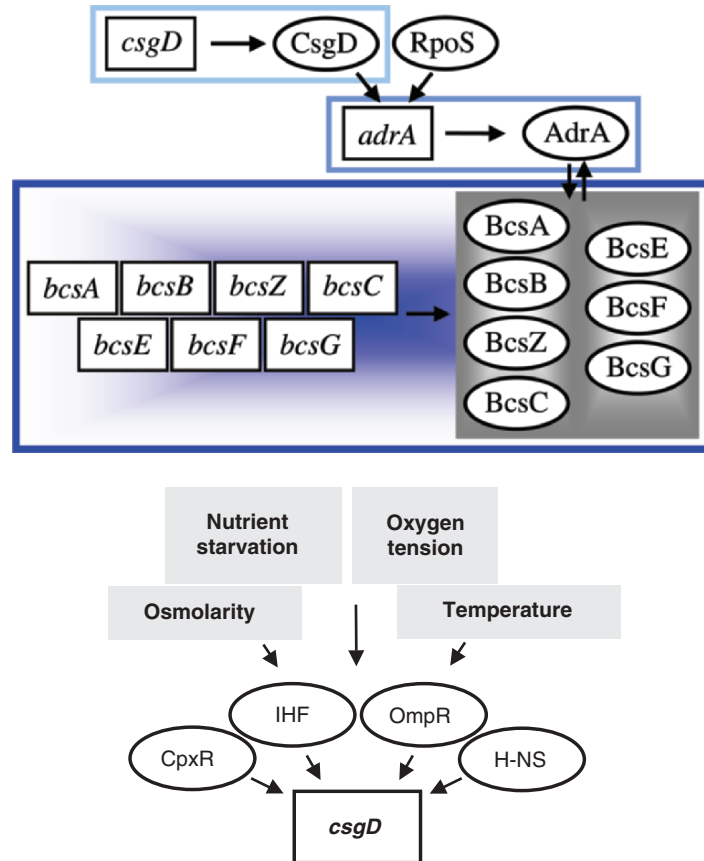 csgD CsgD RpoS
adrA AdrA
BcsA
BcsE
bcsA bcsB bcsZ bcsC BcsB
BcsF
bcsE bcsF bcsG BcsZ
BcsG
BcsC
Nutrient
starvation
Oxygen
tension
Osmolarity
Temperature
IHF OmpR
CpxR H-NS
csgD